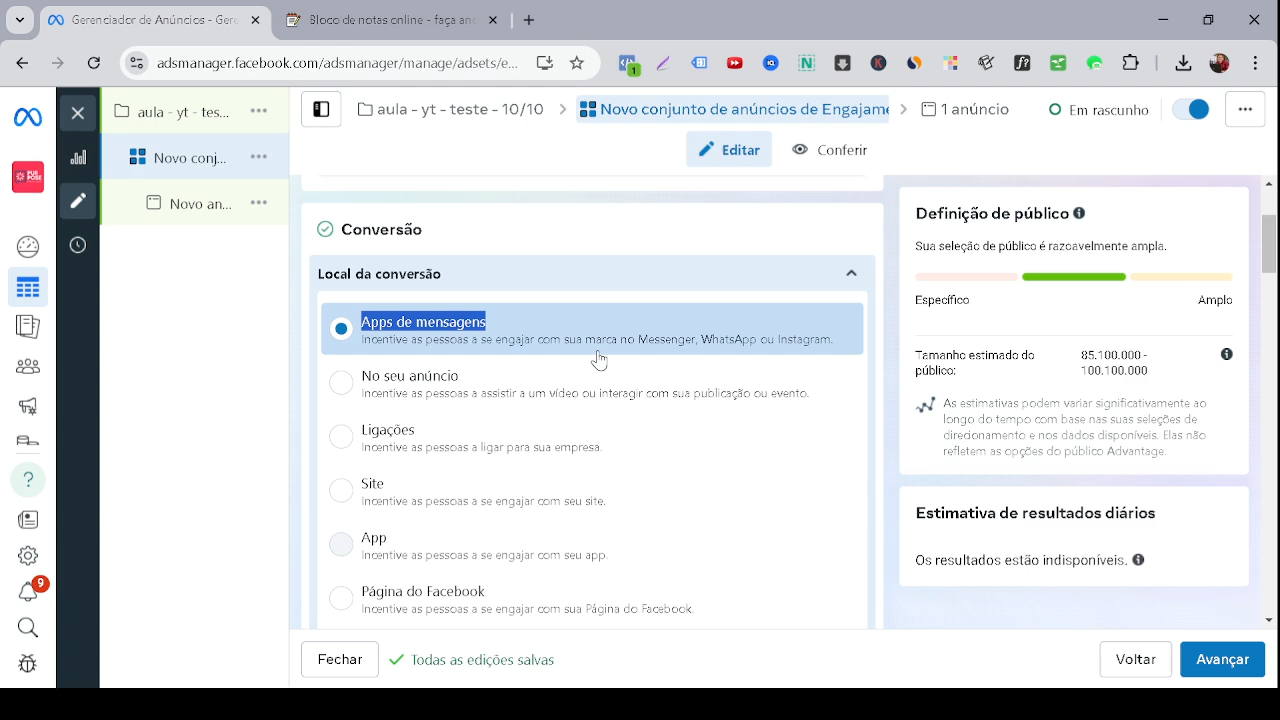 Gerenciador de Anúncios - Gere
Bloco de notas online - faça an
adsmanager.facebook.com/adsmanager/manage/adsets/e...
1
aula - yt - tes...
aula - yt - teste - 10/10
Novo conjunto de anúncios de Engajame
1 anúncio
Em rascunho
Novo conj...
Editar
Conferir
Novo an...
Conversão
Local da conversão
Apps de mensagens
Incentive as pessoas a se engajar com sua marca no Messenger, WhatsApp ou Instagram.
No seu anúncio
Incentive as pessoas a assistir a um vídeo ou interagir com sua publicação ou evento.
Ligações
Incentive as pessoas a ligar para sua empresa.
Site
Incentive as pessoas a se engajar com seu site.
App
Incentive as pessoas a se engajar com seu app.
Página do Facebook
Incentive as pessoas a se engajar com sua Página do Facebook.
Definição de público
Sua seleção de público é razoavelmente ampla.
Específico
Amplo
Tamanho estimado do público:
85.100.000 - 100.100.000
As estimativas podem variar significativamente ao
longo do tempo com base nas suas seleções de
direcionamento e nos dados disponíveis. Elas não
refletem as opções do público Advantage.
Estimativa de resultados diários
Os resultados estão indisponíveis.
9
Fechar
Todas as edições salvas
Voltar
Avançar